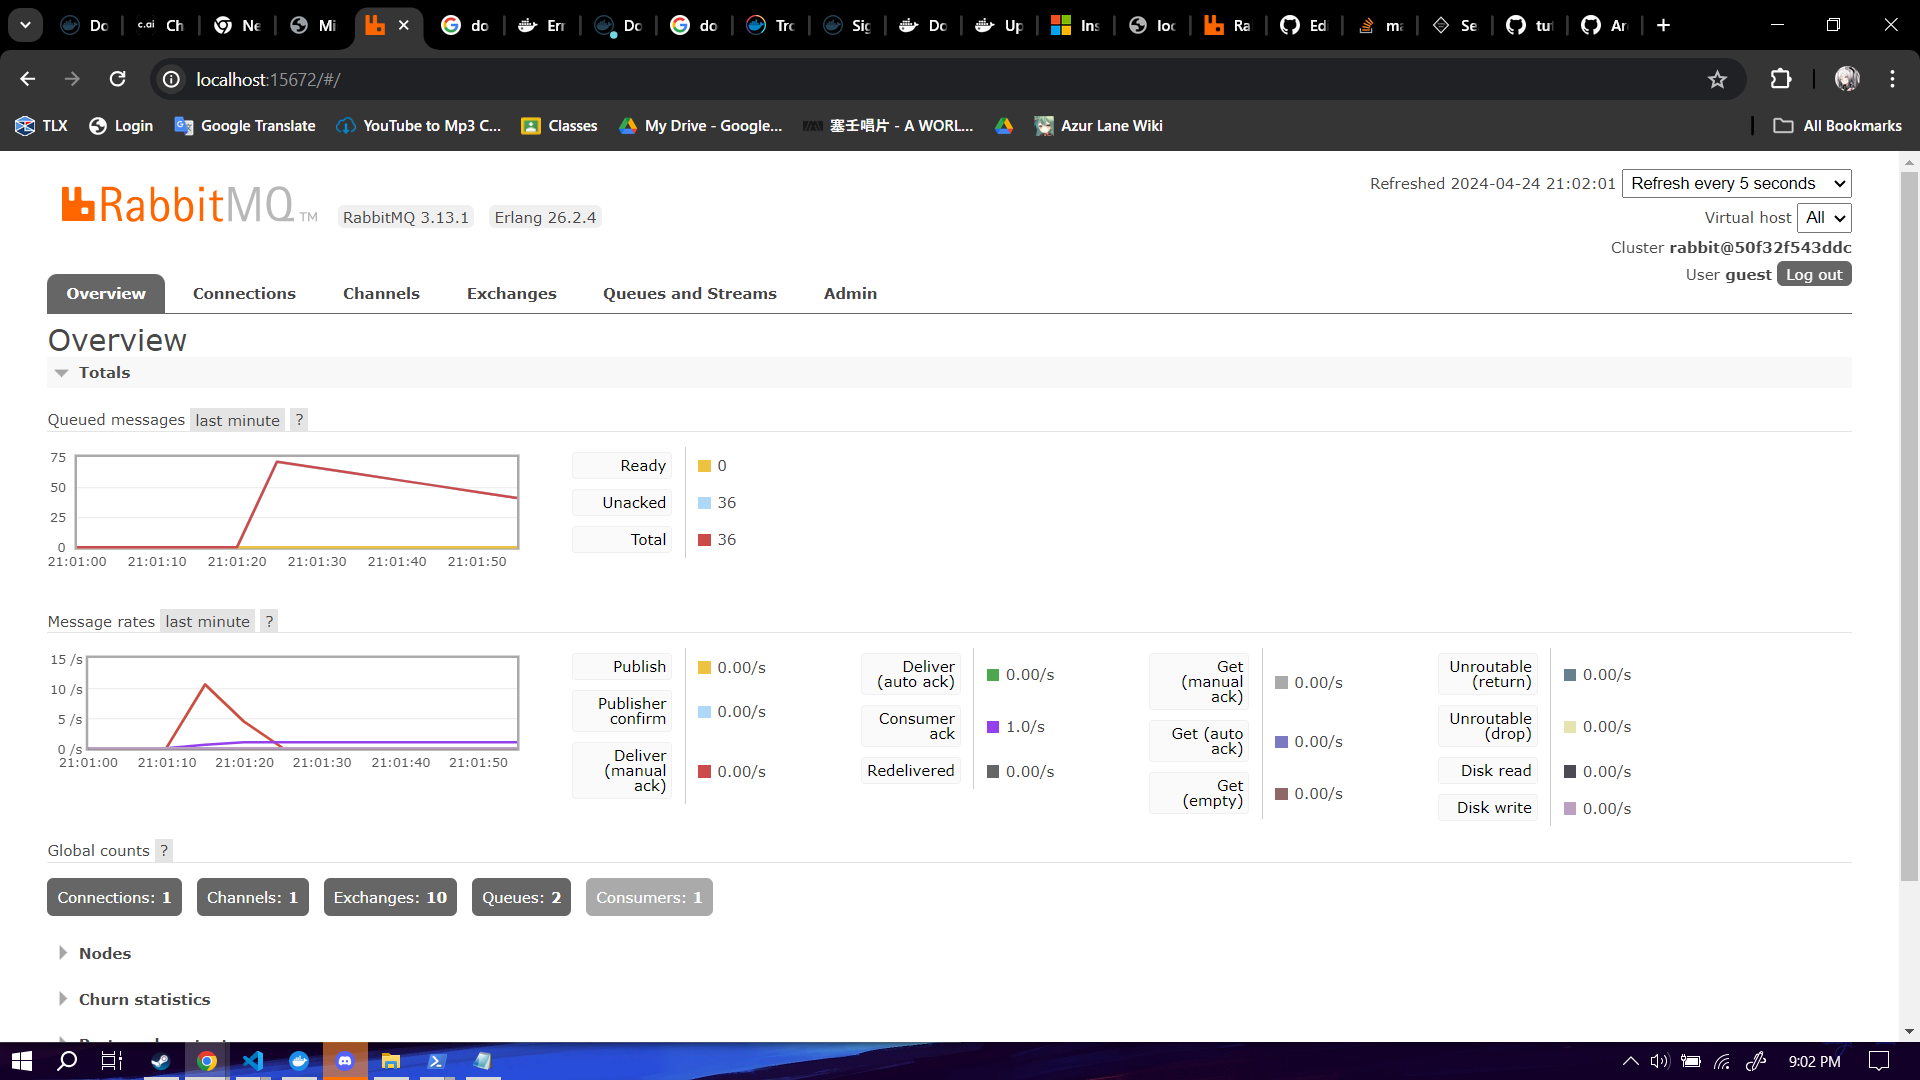 Do
c.ai Ch
Ne
Mi
do
Err
Do
do
Tro
Sig
Do
Up
Ins
loc
Ra
Edi
ma
Se
tut
localhost:15672/#/
TLX
Login
Google Translate
YouTube to Mp3 C...
Classes
My Drive - Google...
塞壬唱片 - A WORL...
Azur Lane Wiki
All Bookmarks
RabbitMQ TM
RabbitMQ 3.13.1
Erlang 26.2.4
Refreshed 2024-04-24 21:02:01 Refresh every 5 seconds
Virtual host All
Cluster rabbit@50f32f543ddc
User guest Log out
Overview
Connections
Channels
Exchanges
Queues and Streams
Admin
Overview
Totals
Queued messages last minute ?
75
50
25
0
21:01:00 21:01:10 21:01:20 21:01:30 21:01:40 21:01:50
Ready 0
Unacked 36
Total 36
Message rates last minute ?
15 /s
10 /s
5 /s
0 /s
21:01:00 21:01:10 21:01:20 21:01:30 21:01:40 21:01:50
Publish 0.00/s
Publisher confirm 0.00/s
Deliver (manual ack) 0.00/s
Deliver (auto ack) 0.00/s
Consumer ack 1.0/s
Redelivered 0.00/s
Get (manual ack) 0.00/s
Get (auto ack) 0.00/s
Get (empty) 0.00/s
Unroutable (return) 0.00/s
Unroutable (drop) 0.00/s
Disk read 0.00/s
Disk write 0.00/s
Global counts ?
Connections: 1
Channels: 1
Exchanges: 10
Queues: 2
Consumers: 1
Nodes
Churn statistics
9:02 PM